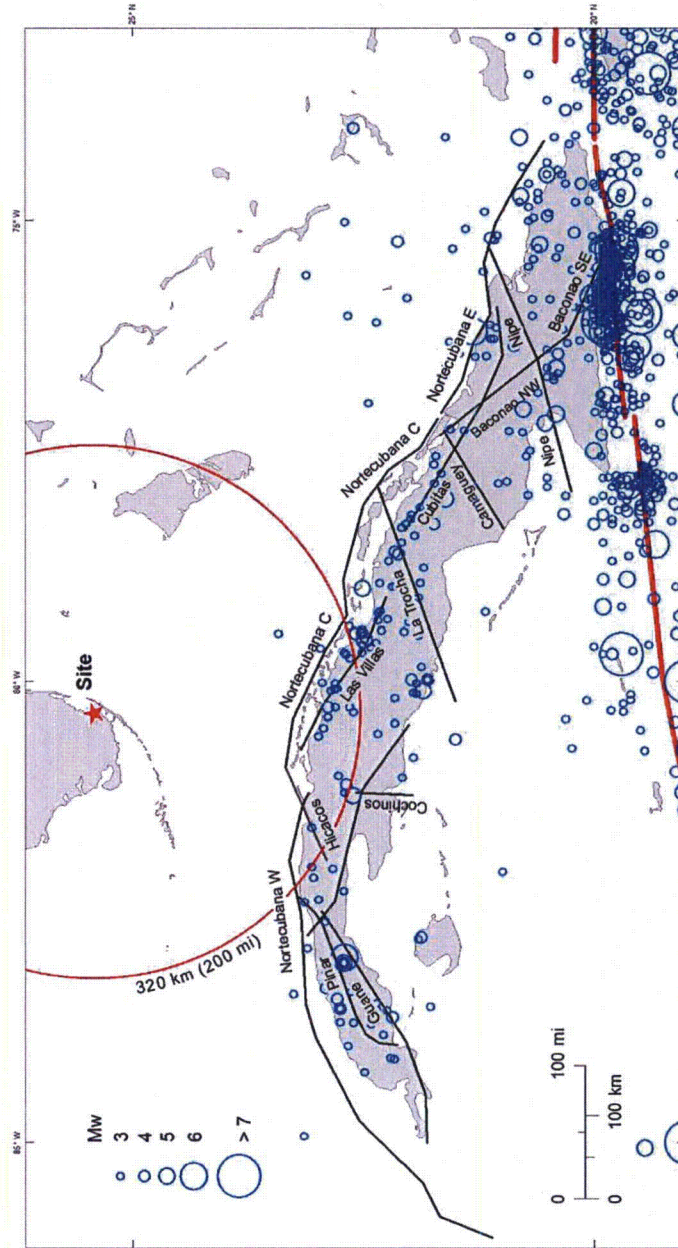 85° W
80° W
75° W
25° N
20° N
Site
320 km (200 mi)
Mw
3
4
5
6
> 7
Nortecubana W
Hicacos
Nortecubana C
Las Villas
Nortecubana C
Nortecubana E
Pinar
Guane
Cochinos
La Trocha
Cubitas
Camaguey
Baconao NW
Nipe
Nipe
Baconao SE
0 100 mi
0 100 km